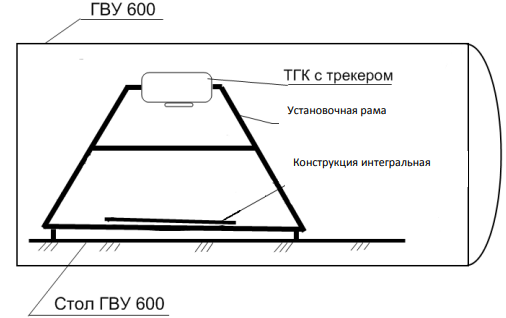 ГВУ 600
ТГК с трекером
Установочная рама
Конструкция интегральная
Стол ГВУ 600